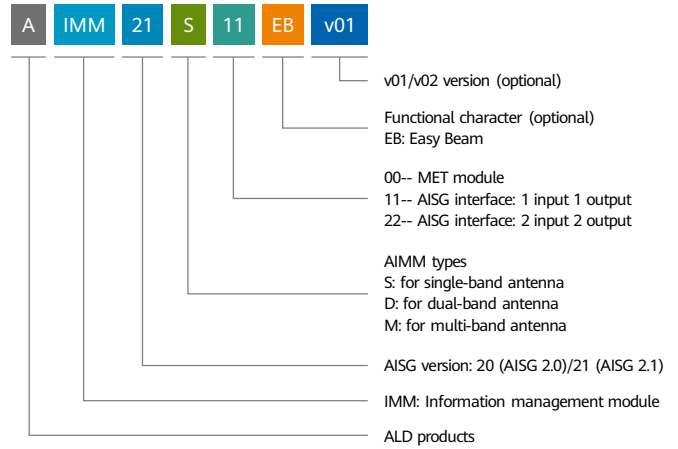 A IMM 21 S 11 EB v01
v01/v02 version (optional)
Functional character (optional)
EB: Easy Beam
00-- MET module
11-- AISG interface: 1 input 1 output
22-- AISG interface: 2 input 2 output
AIMM types
S: for single-band antenna
D: for dual-band antenna
M: for multi-band antenna
AISG version: 20 (AISG 2.0)/21 (AISG 2.1)
IMM: Information management module
ALD products